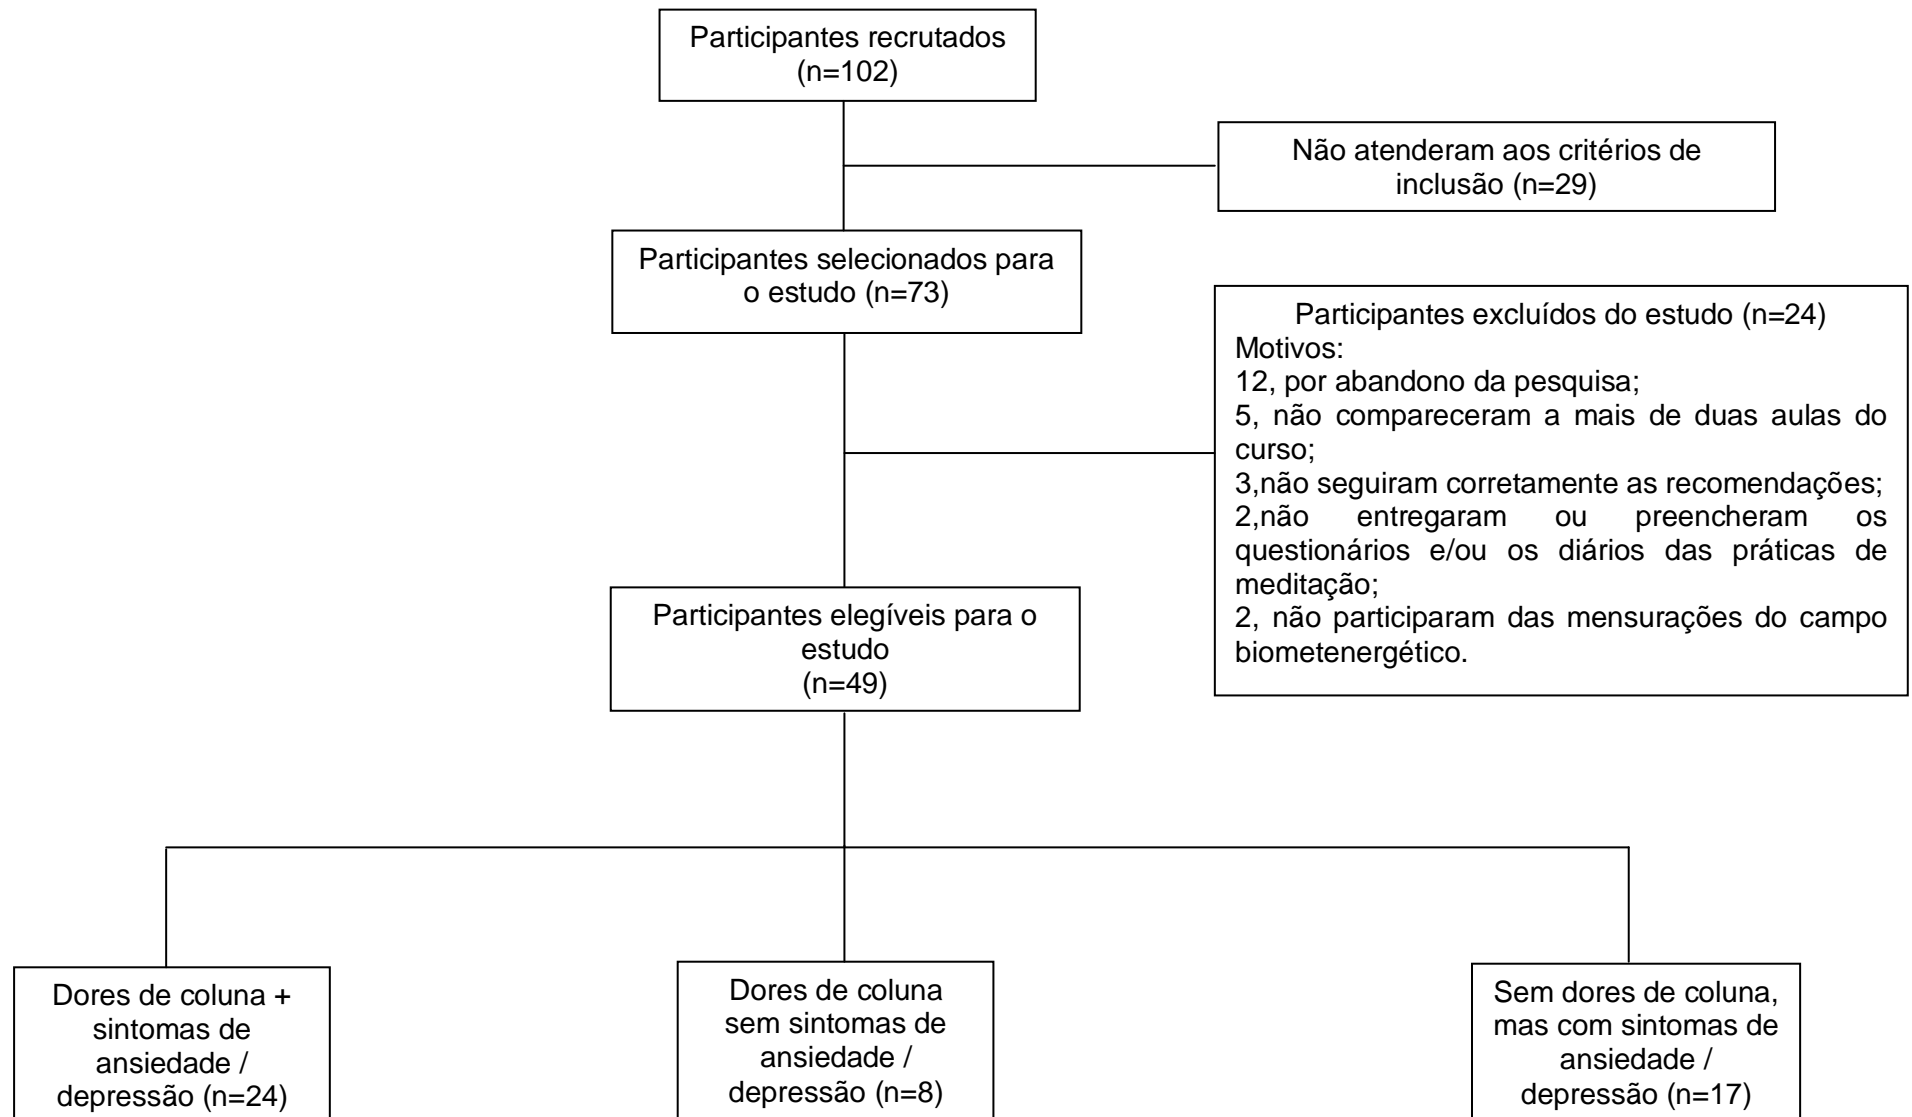 Participantes recrutados
(n=102)
Não atenderam aos critérios de
inclusão (n=29)
Participantes selecionados para
o estudo (n=73)
Participantes excluídos do estudo (n=24)
Motivos:
12, por abandono da pesquisa;
5, não compareceram a mais de duas aulas do
curso;
3,não seguiram corretamente as recomendações;
2,não entregaram ou preencheram os
questionários e/ou os diários das práticas de
meditação;
2, não participaram das mensurações do campo
biometenergético.
Participantes elegíveis para o
estudo
(n=49)
Dores de coluna +
sintomas de
ansiedade /
depressão (n=24)
Dores de coluna
sem sintomas de
ansiedade /
depressão (n=8)
Sem dores de coluna,
mas com sintomas de
ansiedade /
depressão (n=17)